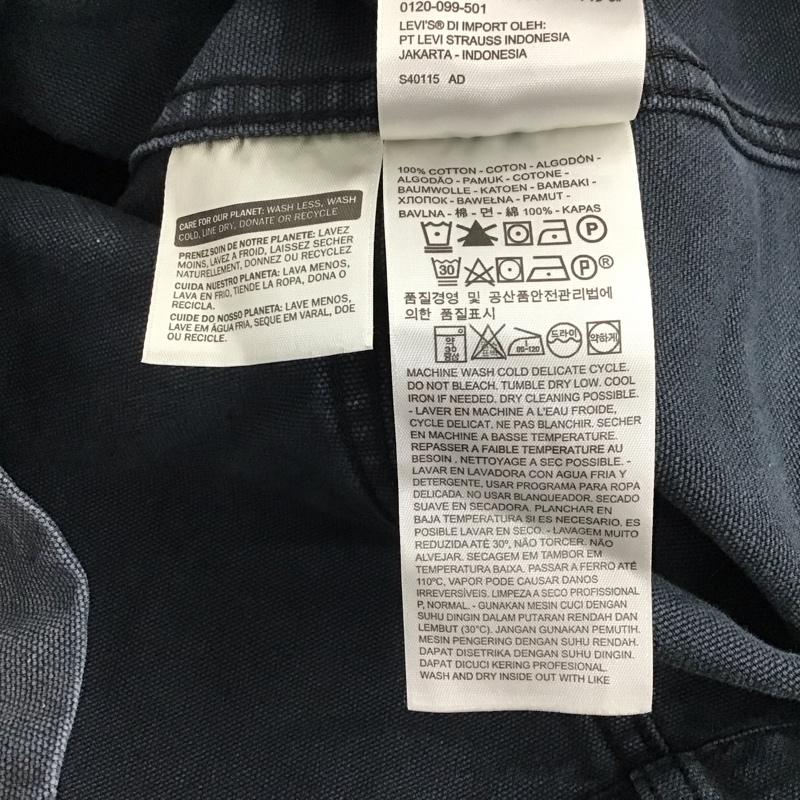 0120-099-501
LEVI'S® DI IMPORT OLEH:
PT LEVI STRAUSS INDONESIA
JAKARTA - INDONESIA
S40115 AD
CARE FOR OUR PLANET: WASH LESS, WASH
COLD, LINE DRY, DONATE OR RECYCLE
PRENEZ SOIN DE NOTRE PLANETE: LAVEZ
MOINS, LAVEZ A FROID, LAISSEZ SECHER
NATURELLEMENT, DONNEZ OU RECYCLEZ
CUIDA NUESTRO PLANETA: LAVA MENOS,
LAVA EN FRIO, TIENDE LA ROPA, DONA O
RECICLA.
CUIDE DO NOSSO PLANETA: LAVE MENOS,
LAVE EM ÁGUA FRIA, SEQUE EM VARAL, DOE
OU RECICLE.
100% COTTON - COTON - ALGODÓN -
ALGODÃO - PAMUK - COTONE -
BAUMWOLLE - KATOEN - BAMBAKI -
ХЛОПОК - BAWEŁNA - PAMUT -
BAVLNA - 棉 - 면 - 綿 100% - KAPAS
P
30 P®
품질경영 및 공산품안전관리법에
의한 품질표시
약 30 중성 80-120 드라이 약하게
MACHINE WASH COLD DELICATE CYCLE.
DO NOT BLEACH. TUMBLE DRY LOW. COOL
IRON IF NEEDED. DRY CLEANING POSSIBLE.
- LAVER EN MACHINE A L'EAU FROIDE,
CYCLE DELICAT. NE PAS BLANCHIR. SECHER
EN MACHINE A BASSE TEMPERATURE.
REPASSER A FAIBLE TEMPERATURE AU
BESOIN . NETTOYAGE A SEC POSSIBLE. -
LAVAR EN LAVADORA CON AGUA FRIA Y
DETERGENTE, USAR PROGRAMA PARA ROPA
DELICADA. NO USAR BLANQUEADOR. SECADO
SUAVE EN SECADORA. PLANCHAR EN
BAJA TEMPERATURA SI ES NECESARIO. ES
POSIBLE LAVAR EN SECO. - LAVAGEM MUITO
REDUZIDA ATÉ 30º, NÃO TORCER. NÃO
ALVEJAR. SECAGEM EM TAMBOR EM
TEMPERATURA BAIXA. PASSAR A FERRO ATÉ
110ºC, VAPOR PODE CAUSAR DANOS
IRREVERSÍVEIS. LIMPEZA A SECO PROFISSIONAL
P, NORMAL. - GUNAKAN MESIN CUCI DENGAN
SUHU DINGIN DALAM PUTARAN RENDAH DAN
LEMBUT (30°C). JANGAN GUNAKAN PEMUTIH.
MESIN PENGERING DENGAN SUHU RENDAH.
DAPAT DISETRIKA DENGAN SUHU DINGIN.
DAPAT DICUCI KERING PROFESIONAL.
WASH AND DRY INSIDE OUT WITH LIKE